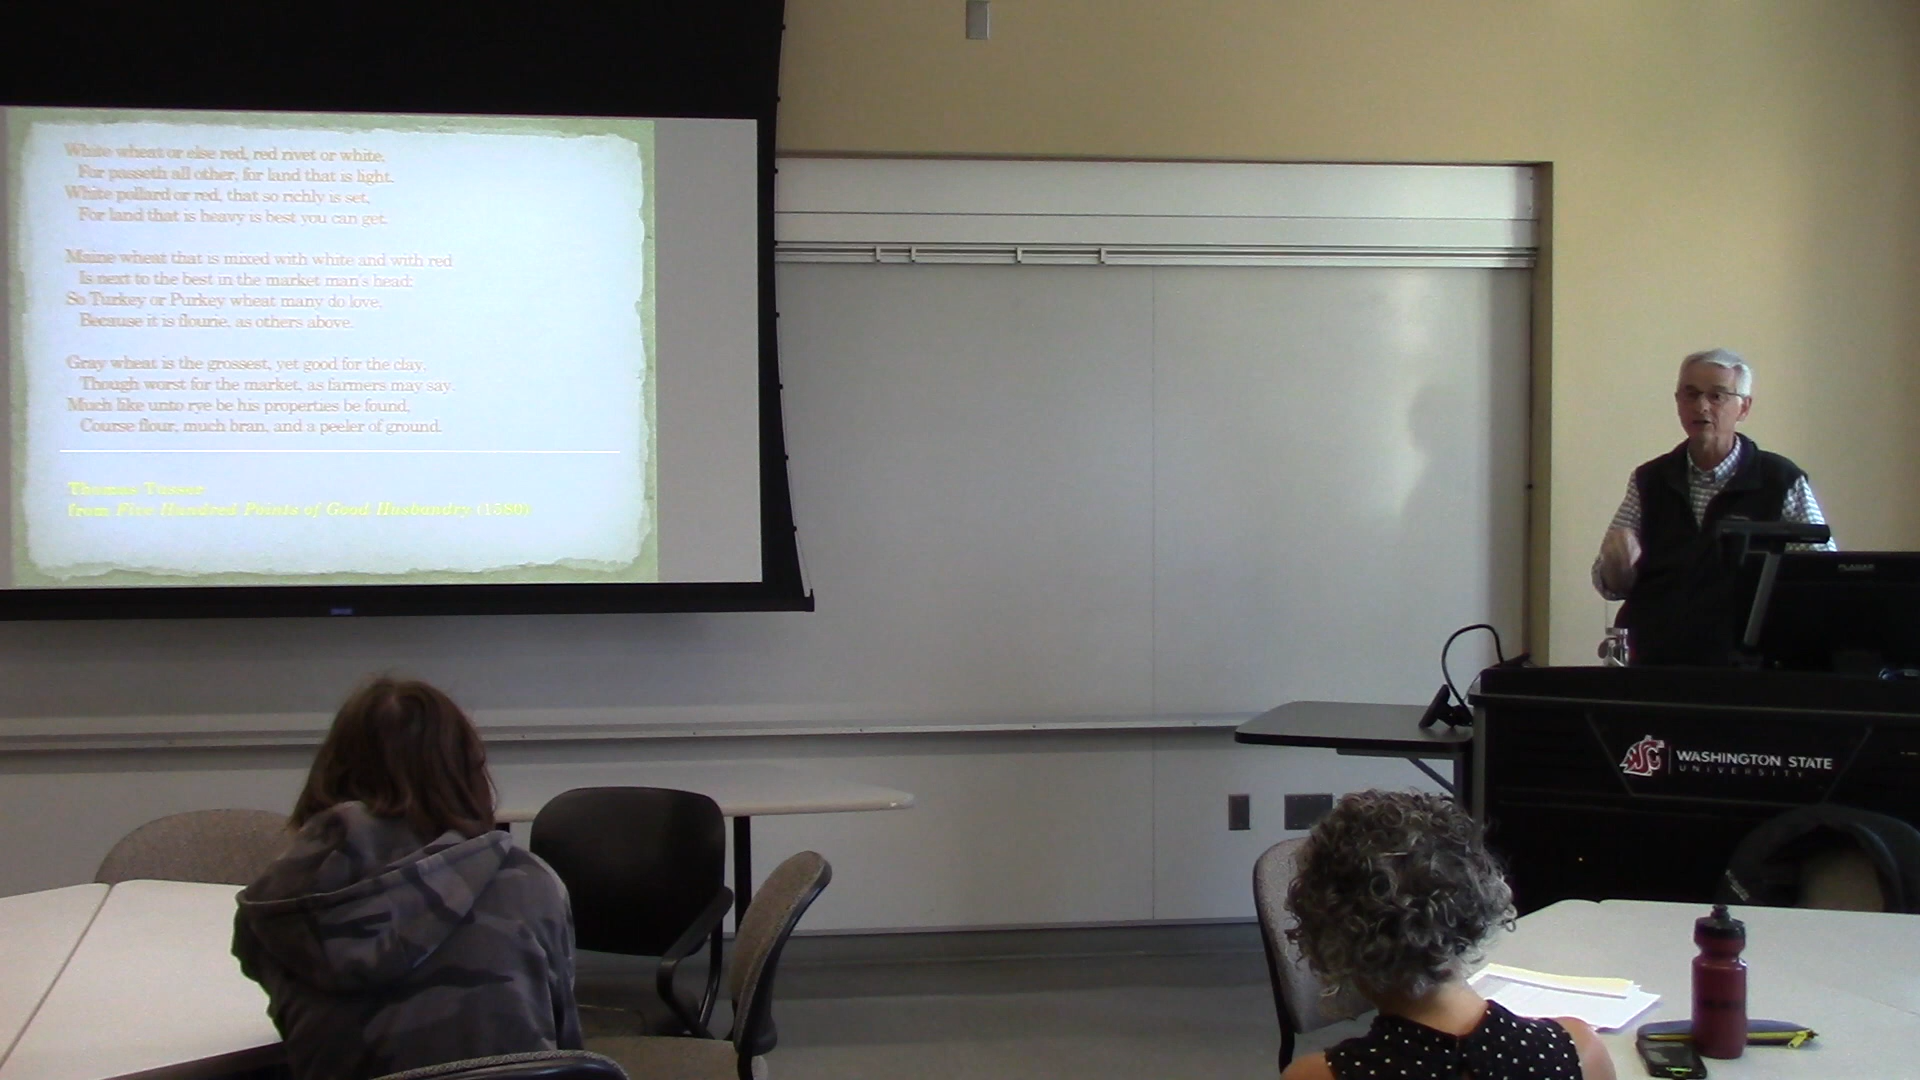 White wheat or else red, red rivet or white,
For passeth all other, for land that is light.
White pollard or red, that so richly is set,
For land that is heavy is best you can get.
Maine wheat that is mixed with white and with red
Is next to the best in the market man's head:
So Turkey or Purkey wheat many do love,
Because it is flourie, as others above.
Gray wheat is the grossest, yet good for the clay,
Though worst for the market, as farmers may say.
Much like unto rye be his properties be found,
Course flour, much bran, and a peeler of ground.
Thomas Tusser
from Five Hundred Points of Good Husbandry (1580)
PLANAR
WASHINGTON STATE
UNIVERSITY